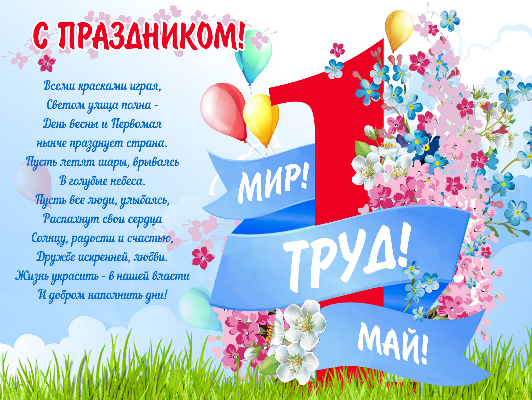 С ПРАЗДНИКОМ!
Всеми красками играя,
Светом улица полна -
День весны и Первомая
нынче празднует страна.
Пусть летят шары, врываясь
В голубые небеса.
Пусть все люди, улыбаясь,
Распахнут свои сердца
Солнцу, радости и счастью,
Дружбе искренней, любви.
Жизнь украсить - в нашей власти
И добром наполнить дни!
1
МИР!
ТРУД!
МАЙ!